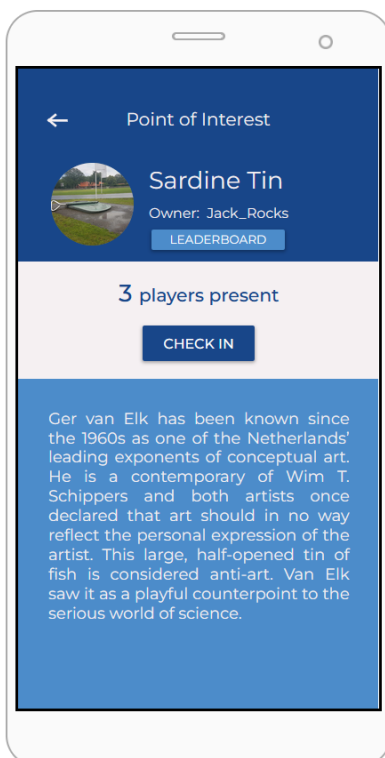 Point of Interest
Sardine Tin
Owner: Jack_Rocks
LEADERBOARD
3 players present
CHECK IN
Ger van Elk has been known since
the 1960s as one of the Netherlands'
leading exponents of conceptual art.
He is a contemporary of Wim T.
Schippers and both artists once
declared that art should in no way
reflect the personal expression of the
artist. This large, half-opened tin of
fish is considered anti-art. Van Elk
saw it as a playful counterpoint to the
serious world of science.